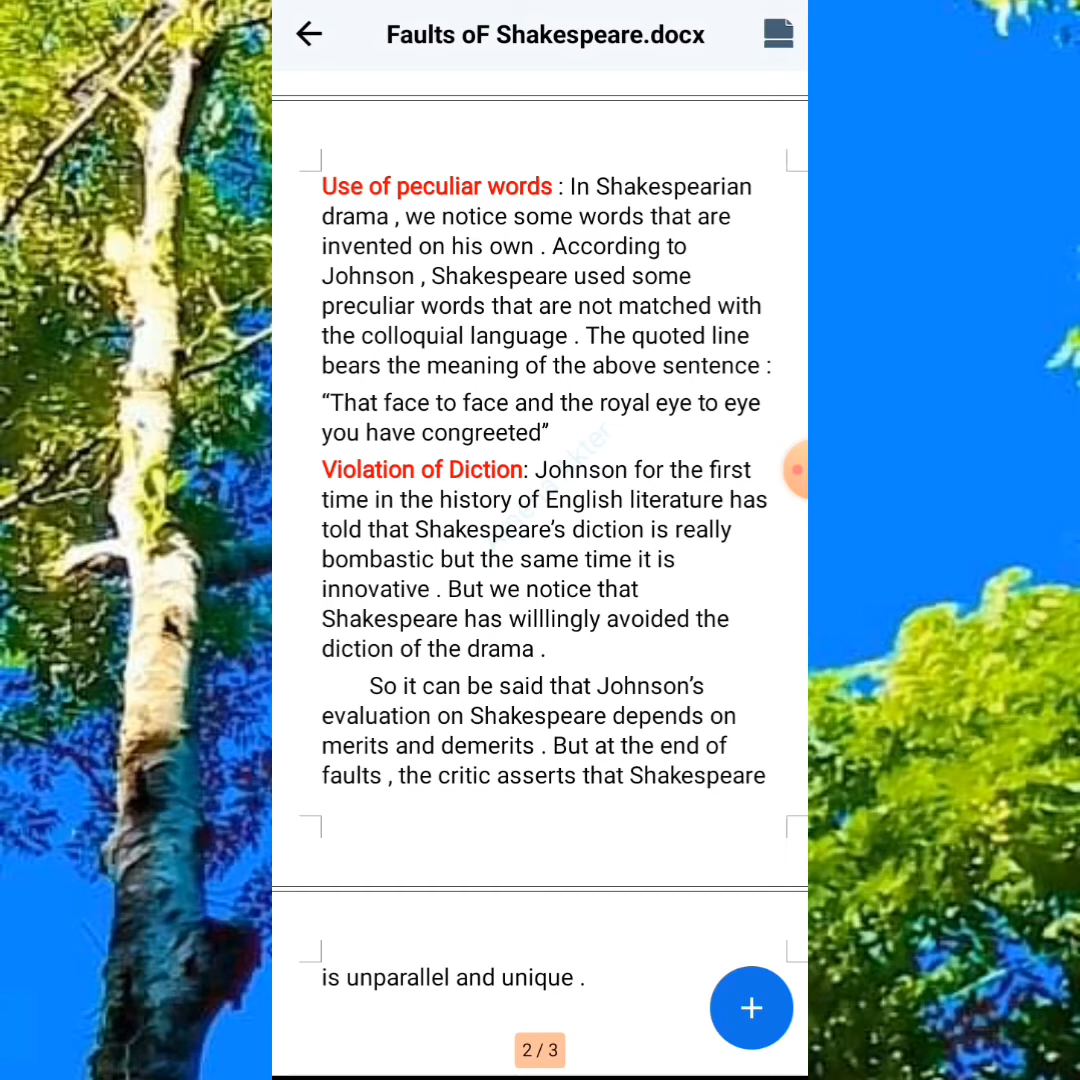 Faults oF Shakespeare.docx
Use of peculiar words : In Shakespearian
drama , we notice some words that are
invented on his own . According to
Johnson , Shakespeare used some
preculiar words that are not matched with
the colloquial language . The quoted line
bears the meaning of the above sentence :
“That face to face and the royal eye to eye
you have congreeted”
Violation of Diction: Johnson for the first
time in the history of English literature has
told that Shakespeare’s diction is really
bombastic but the same time it is
innovative . But we notice that
Shakespeare has willlingly avoided the
diction of the drama .
So it can be said that Johnson’s
evaluation on Shakespeare depends on
merits and demerits . But at the end of
faults , the critic asserts that Shakespeare
is unparallel and unique .
2 / 3